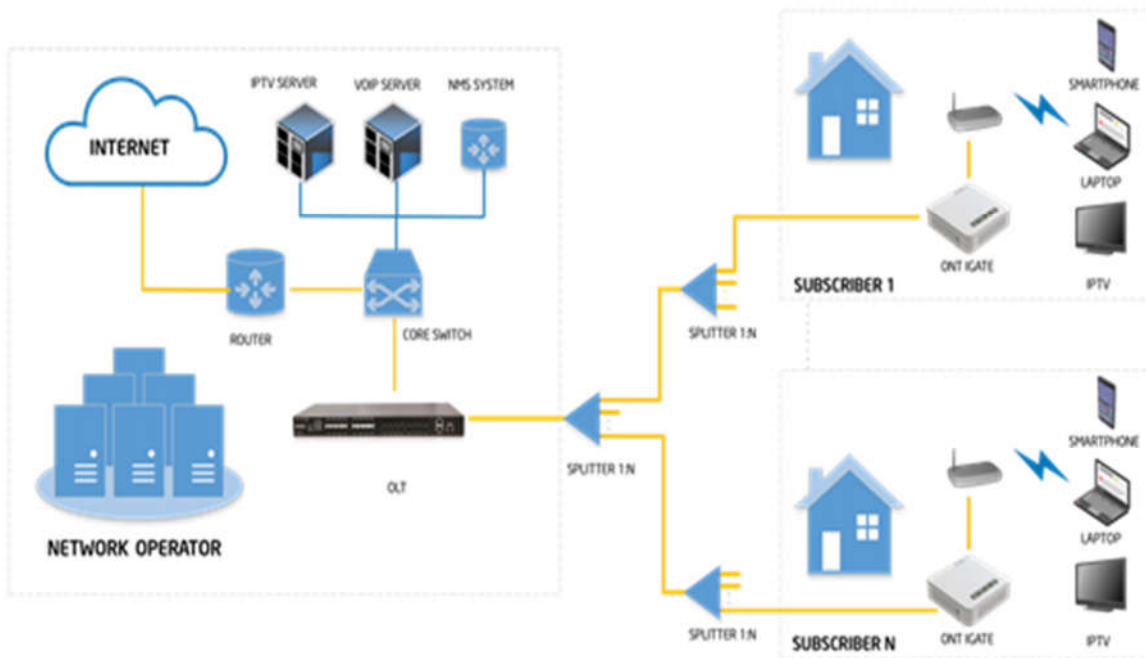 IPTV SERVER
VOIP SERVER
NMS SYSTEM
INTERNET
ROUTER
CORE SWITCH
OLT
NETWORK OPERATOR
SPLITTER 1:N
SPLITTER 1:N
SPLITTER 1:N
SMARTPHONE
LAPTOP
ONT IGATE
IPTV
SUBSCRIBER 1
SMARTPHONE
LAPTOP
ONT IGATE
IPTV
SUBSCRIBER N